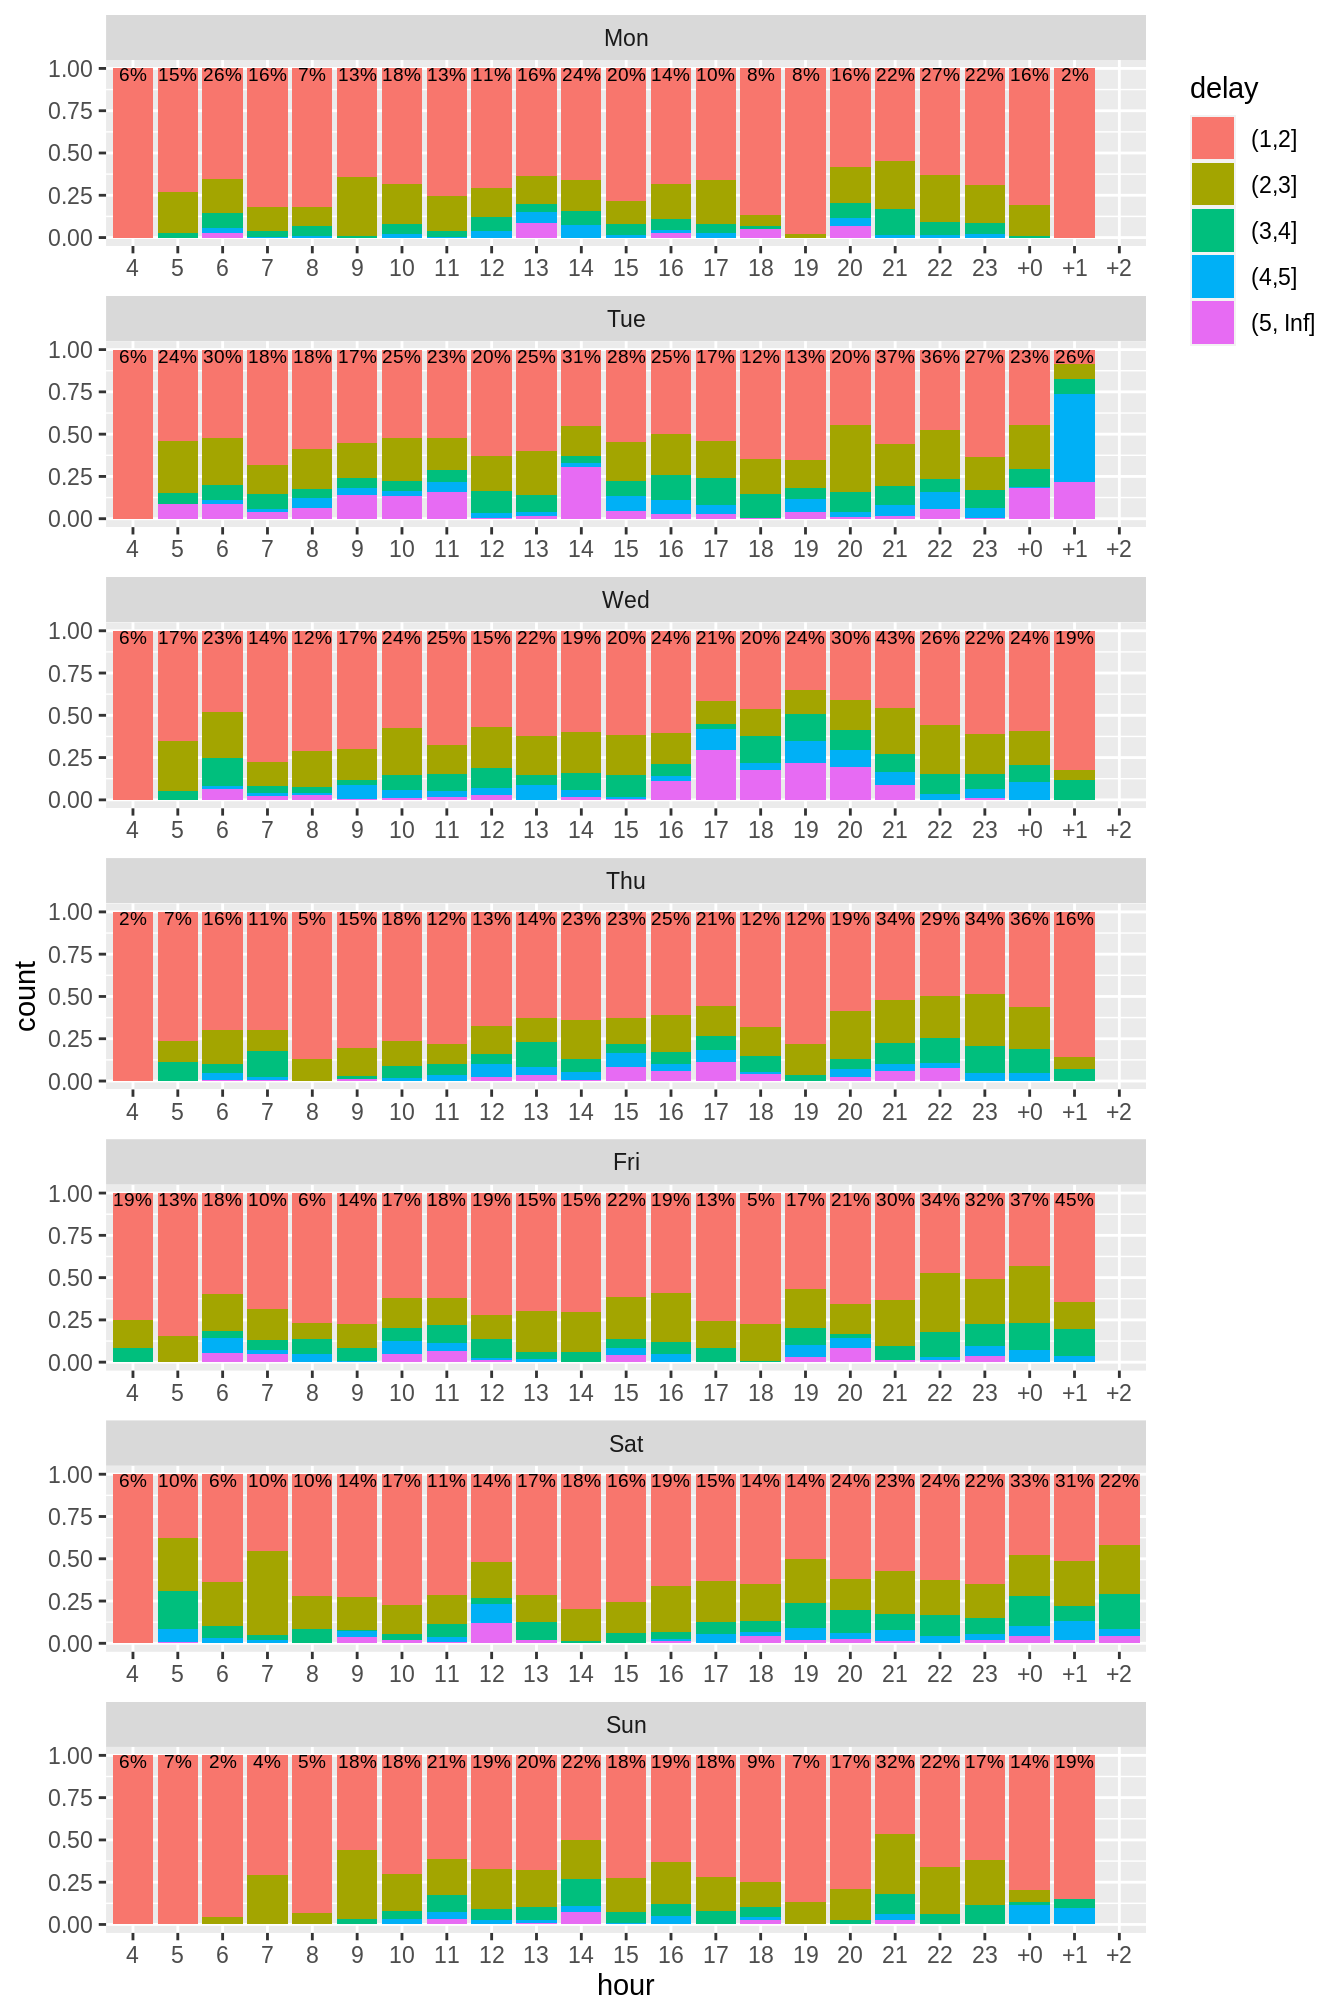 Mon
6% 15% 26% 16% 7% 13% 18% 13% 11% 16% 24% 20% 14% 10% 8% 8% 16% 22% 27% 22% 16% 2%
1.00
0.75
0.50
0.25
0.00
4 5 6 7 8 9 10 11 12 13 14 15 16 17 18 19 20 21 22 23 +0 +1 +2
Tue
6% 24% 30% 18% 18% 17% 25% 23% 20% 25% 31% 28% 25% 17% 12% 13% 20% 37% 36% 27% 23% 26%
1.00
0.75
0.50
0.25
0.00
4 5 6 7 8 9 10 11 12 13 14 15 16 17 18 19 20 21 22 23 +0 +1 +2
Wed
6% 17% 23% 14% 12% 17% 24% 25% 15% 22% 19% 20% 24% 21% 20% 24% 30% 43% 26% 22% 24% 19%
1.00
0.75
0.50
0.25
0.00
4 5 6 7 8 9 10 11 12 13 14 15 16 17 18 19 20 21 22 23 +0 +1 +2
Thu
2% 7% 16% 11% 5% 15% 18% 12% 13% 14% 23% 23% 25% 21% 12% 12% 19% 34% 29% 34% 36% 16%
1.00
0.75
0.50
0.25
0.00
4 5 6 7 8 9 10 11 12 13 14 15 16 17 18 19 20 21 22 23 +0 +1 +2
Fri
19% 13% 18% 10% 6% 14% 17% 18% 19% 15% 15% 22% 19% 13% 5% 17% 21% 30% 34% 32% 37% 45%
1.00
0.75
0.50
0.25
0.00
4 5 6 7 8 9 10 11 12 13 14 15 16 17 18 19 20 21 22 23 +0 +1 +2
Sat
6% 10% 6% 10% 10% 14% 17% 11% 14% 17% 18% 16% 19% 15% 14% 14% 24% 23% 24% 22% 33% 31% 22%
1.00
0.75
0.50
0.25
0.00
4 5 6 7 8 9 10 11 12 13 14 15 16 17 18 19 20 21 22 23 +0 +1 +2
Sun
6% 7% 2% 4% 5% 18% 18% 21% 19% 20% 22% 18% 19% 18% 9% 7% 17% 32% 22% 17% 14% 19%
1.00
0.75
0.50
0.25
0.00
4 5 6 7 8 9 10 11 12 13 14 15 16 17 18 19 20 21 22 23 +0 +1 +2
hour
count
delay
(1,2]
(2,3]
(3,4]
(4,5]
(5, Inf]